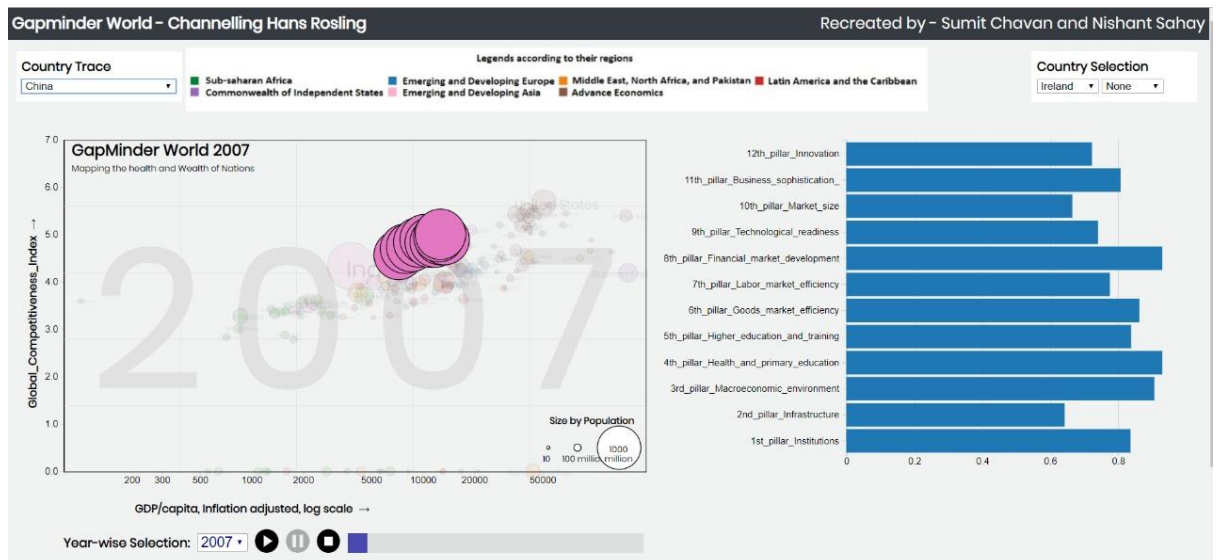 Gapminder World - Channelling Hans Rosling
Recreated by - Sumit Chavan and Nishant Sahay
Country Trace
China
Legends according to their regions
Sub-saharan Africa
Emerging and Developing Europe
Middle East, North Africa, and Pakistan
Latin America and the Caribbean
Commonwealth of Independent States
Emerging and Developing Asia
Advance Economics
Country Selection
Ireland
None
GapMinder World 2007
Mapping the health and Wealth of Nations
2007
United States
Global_Competitiveness_Index →
7.0
6.0
5.0
4.0
3.0
2.0
1.0
0.0
Size by Population
10
100 millic
1000
million
200 300 500 1000 2000 5000 10000 20000 50000
GDP/capita, Inflation adjusted, log scale →
12th_pillar_Innovation
11th_pillar_Business_sophistication_
10th_pillar_Market_size
9th_pillar_Technological_readiness
8th_pillar_Financial_market_development
7th_pillar_Labor_market_efficiency
6th_pillar_Goods_market_efficiency
5th_pillar_Higher_education_and_training
4th_pillar_Health_and_primary_education
3rd_pillar_Macroeconomic_environment
2nd_pillar_Infrastructure
1st_pillar_Institutions
0 0.2 0.4 0.6 0.8
Year-wise Selection: 2007